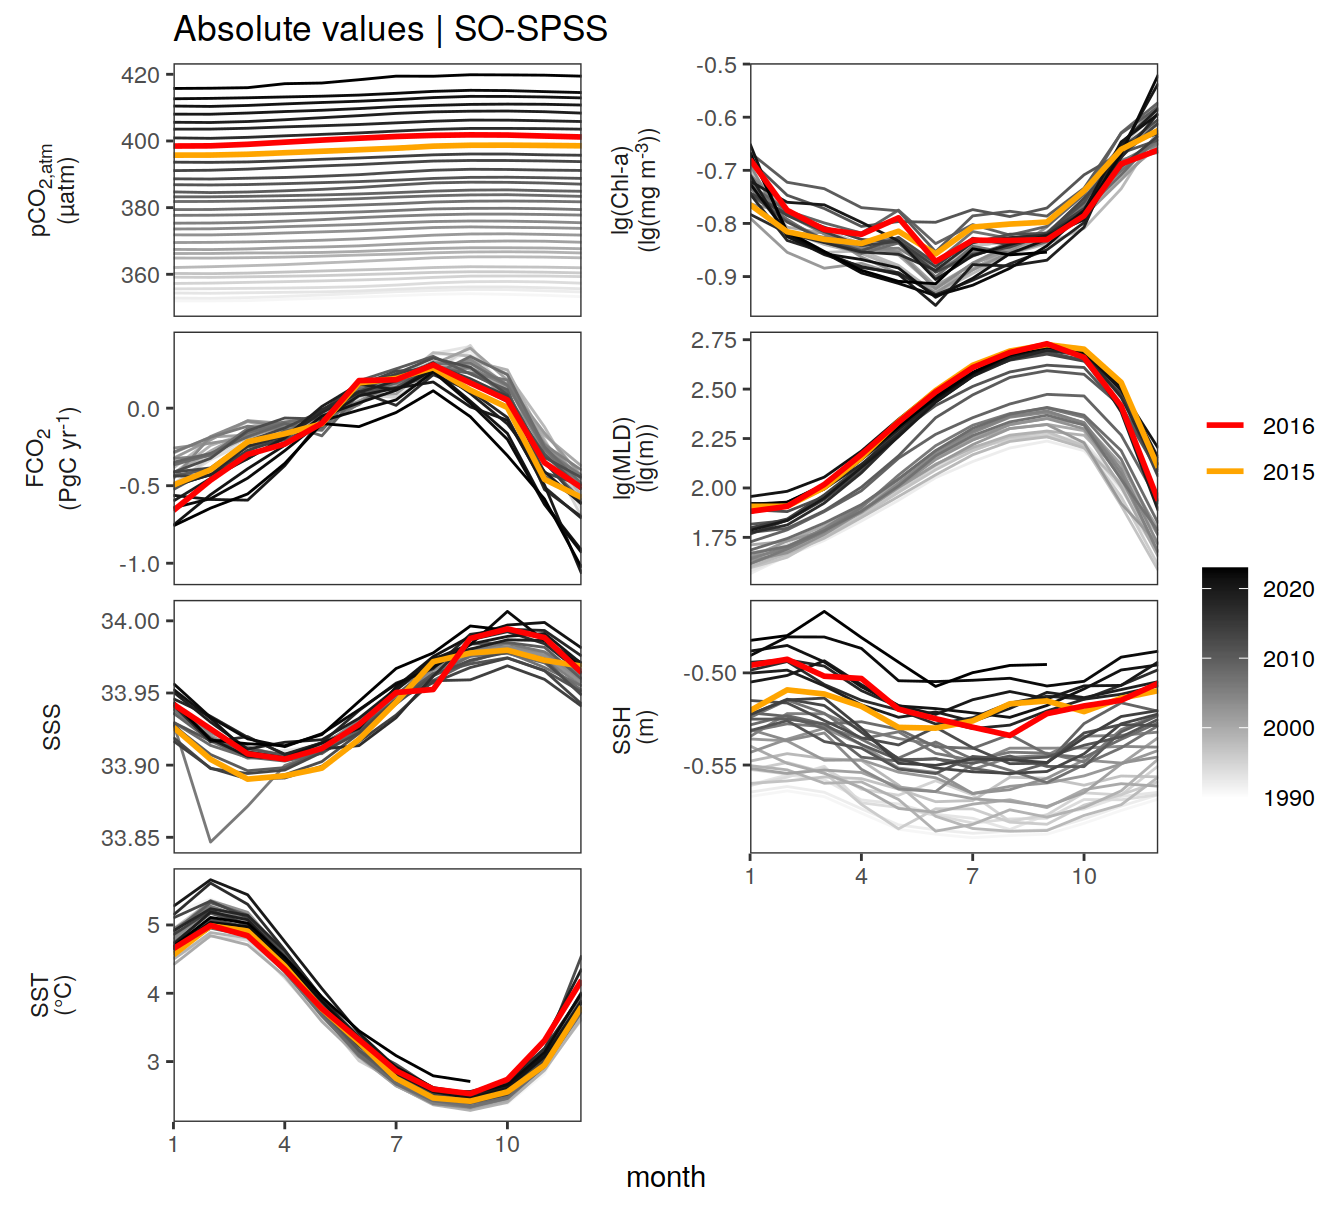 Absolute values | SO-SPSS
pCO2,atm
(µatm)
420
400
380
360
lg(Chl-a)
(lg(mg m-3))
-0.5
-0.6
-0.7
-0.8
-0.9
FCO2
(PgC yr-1)
0.0
-0.5
-1.0
lg(MLD)
(lg(m))
2.75
2.50
2.25
2.00
1.75
SSS
34.00
33.95
33.90
33.85
SSH
(m)
-0.50
-0.55
1 4 7 10
SST
(°C)
5
4
3
1 4 7 10
month
2016
2015
2020
2010
2000
1990